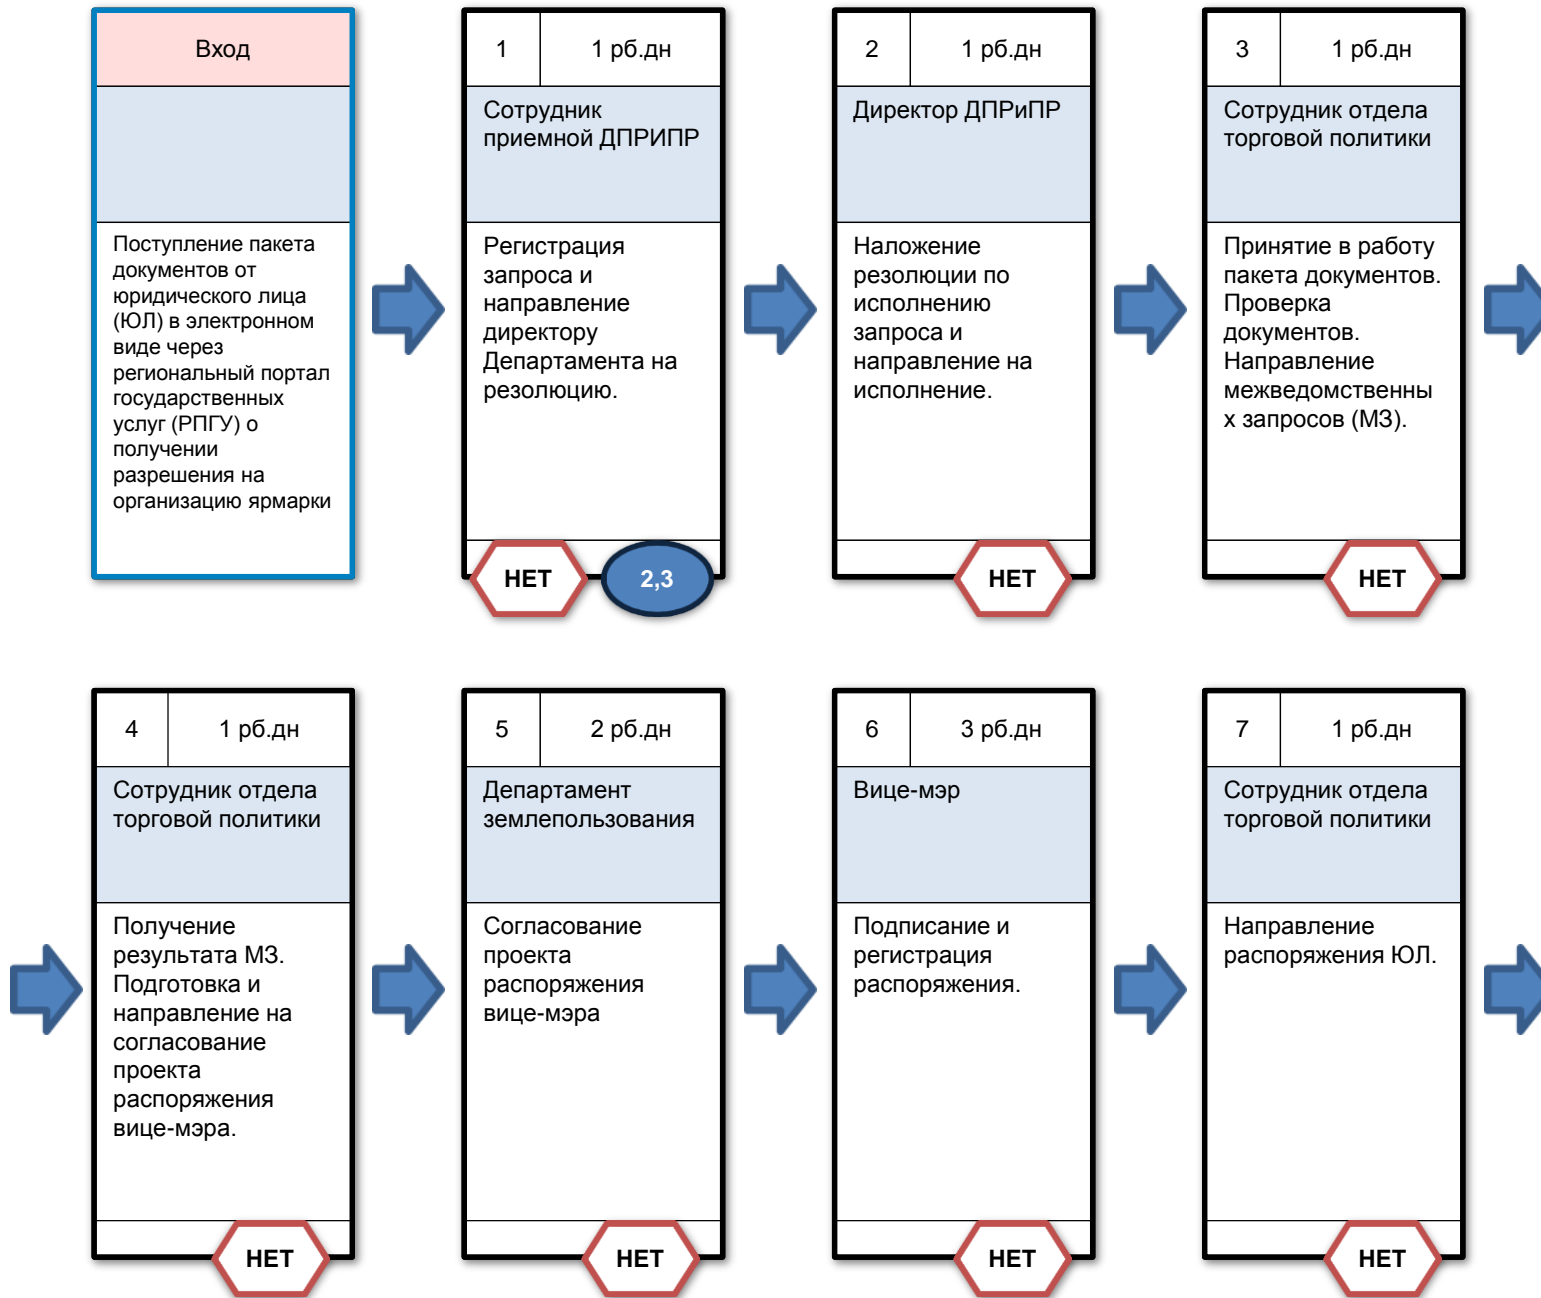 Вход
Поступление пакета
документов от
юридического лица
(ЮЛ) в электронном
виде через
региональный портал
государственных
услуг (РПГУ) о
получении
разрешения на
организацию ярмарки
1
1 рб.дн
Сотрудник
приемной ДПРИПР
Регистрация
запроса и
направление
директору
Департамента на
резолюцию.
НЕТ
2,3
2
1 рб.дн
Директор ДПРиПР
Наложение
резолюции по
исполнению
запроса и
направление на
исполнение.
НЕТ
3
1 рб.дн
Сотрудник отдела
торговой политики
Принятие в работу
пакета документов.
Проверка
документов.
Направление
межведомственны
х запросов (МЗ).
НЕТ
4
1 рб.дн
Сотрудник отдела
торговой политики
Получение
результата МЗ.
Подготовка и
направление на
согласование
проекта
распоряжения
вице-мэра.
НЕТ
5
2 рб.дн
Департамент
землепользования
Согласование
проекта
распоряжения
вице-мэра
НЕТ
6
3 рб.дн
Вице-мэр
Подписание и
регистрация
распоряжения.
НЕТ
7
1 рб.дн
Сотрудник отдела
торговой политики
Направление
распоряжения ЮЛ.
НЕТ